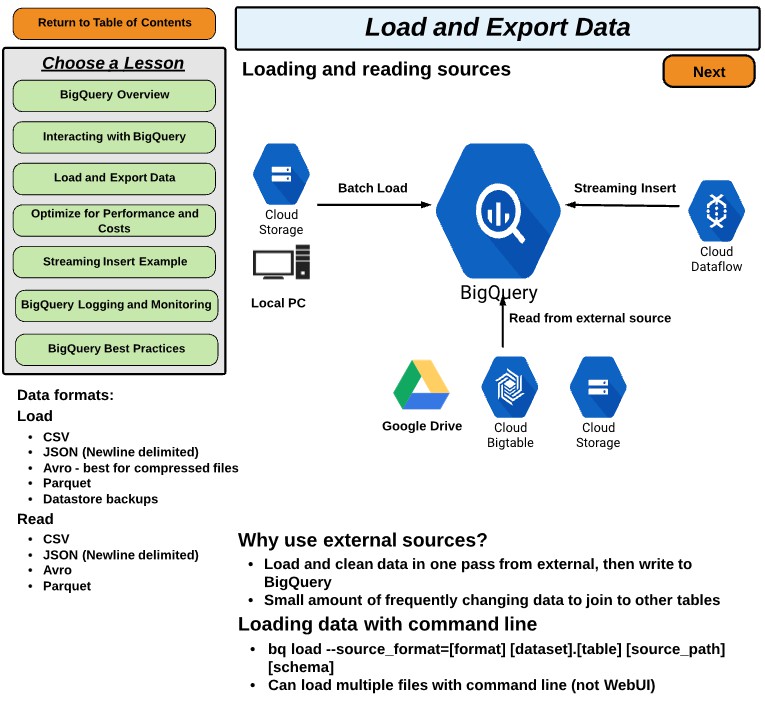 Return to Table of Contents
Load and Export Data
Choose a Lesson
BigQuery Overview
Interacting with BigQuery
Load and Export Data
Optimize for Performance and
Costs
Streaming Insert Example
BigQuery Logging and Monitoring
BigQuery Best Practices
Loading and reading sources
Next
Cloud
Storage
Batch Load
Streaming Insert
Cloud
Dataflow
Local PC
BigQuery
Read from external source
Google Drive
Cloud
Bigtable
Cloud
Storage
Data formats:
Load
• CSV
• JSON (Newline delimited)
• Avro - best for compressed files
• Parquet
• Datastore backups
Read
• CSV
• JSON (Newline delimited)
• Avro
• Parquet
Why use external sources?
• Load and clean data in one pass from external, then write to
BigQuery
• Small amount of frequently changing data to join to other tables
Loading data with command line
• bq load --source_format=[format] [dataset].[table] [source_path]
[schema]
• Can load multiple files with command line (not WebUI)